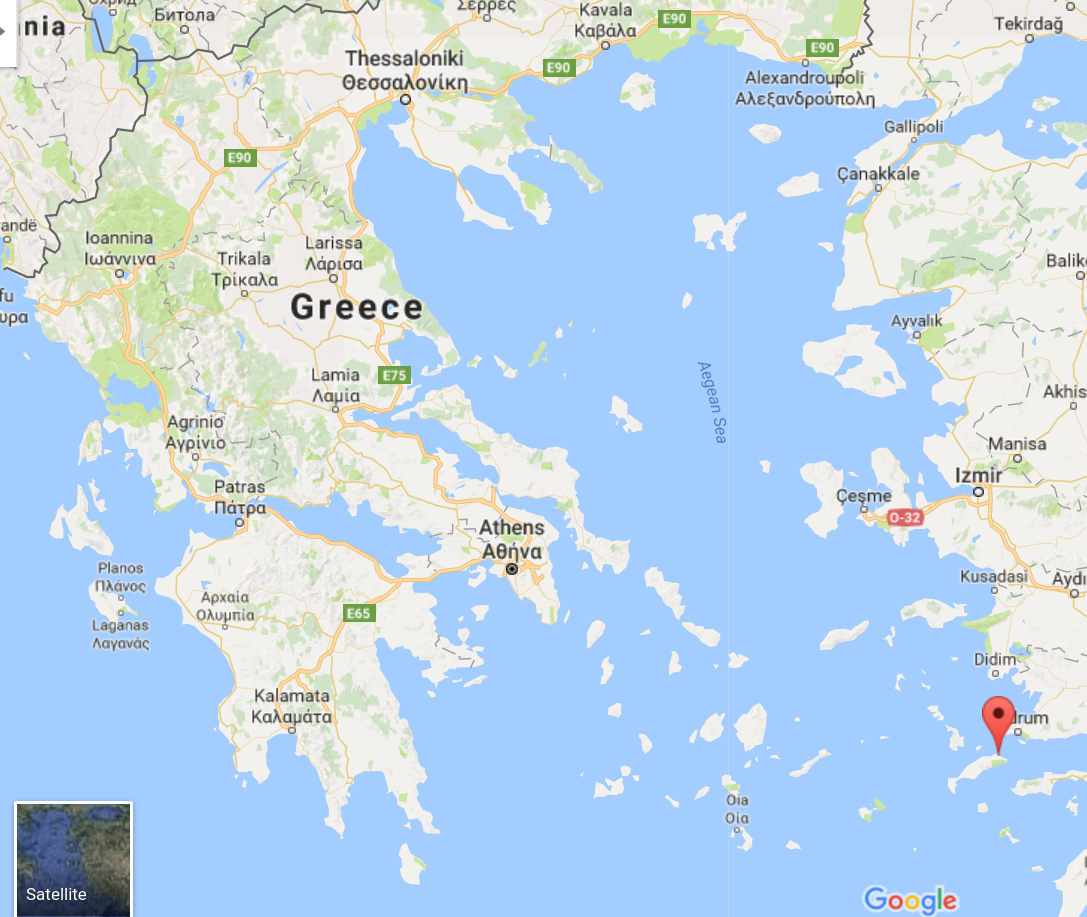 Битола
Σέρρες
Kavala
Καβάλα
E90
Tekirdağ
nia
Thessaloniki
Θεσσαλονίκη
E90
E90
Alexandroupoli
Αλεξανδρούπολη
Gallipoli
Çanakkale
E90
andë
Ioannina
Ιωάννινα
Larissa
Λάρισα
Trikala
Τρίκαλα
Balik
fu
υρα
Greece
Ayvalık
Aegean Sea
Lamia
Λαμία
E75
Akhis
Agrinio
Αγρίνιο
Manisa
Izmir
Patras
Πάτρα
Çeşme
O-32
Athens
Αθήνα
Planos
Πλάνος
Kusadasi
Aydı
Αρχαία
Ολυμπία
E65
Laganas
Λαγανάς
Didim
Kalamata
Καλαμάτα
drum
Oia
Οία
Satellite
Google